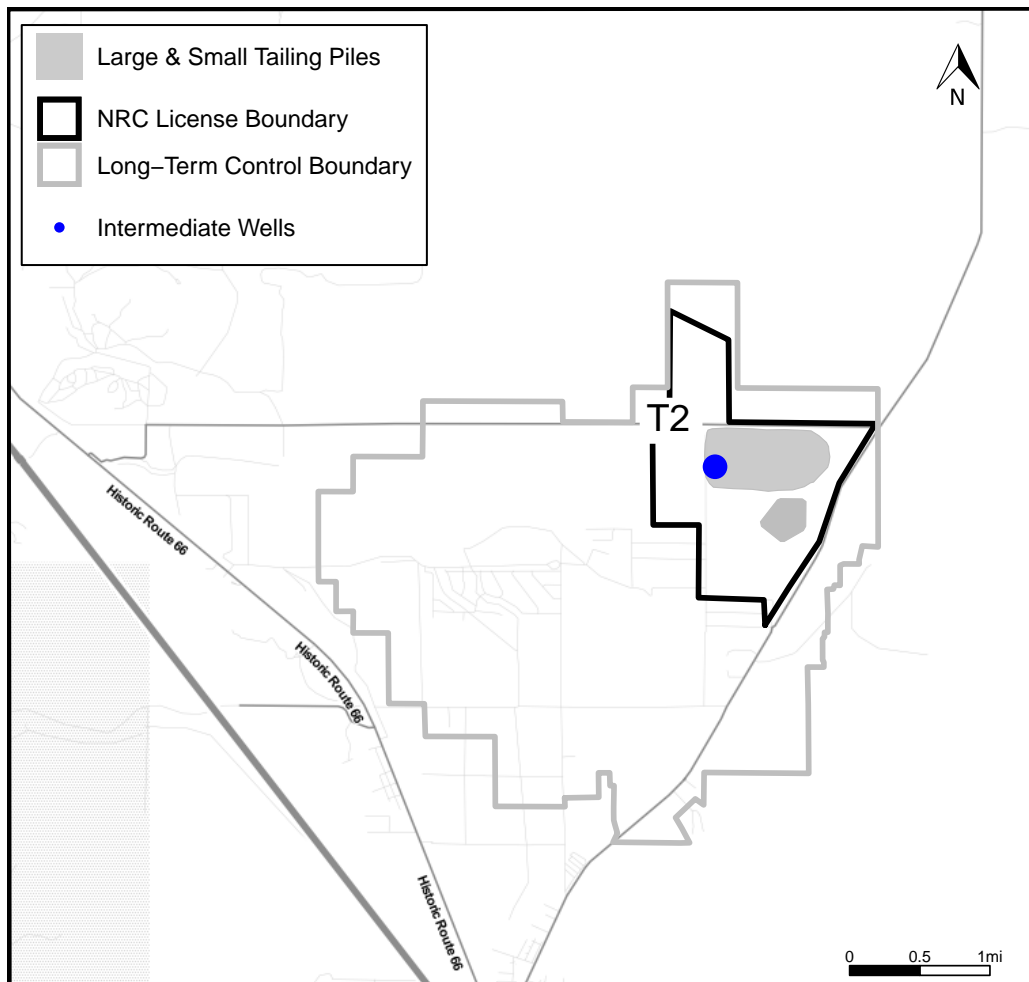 Large & Small Tailing Piles
NRC License Boundary
Long−Term Control Boundary
Intermediate Wells
N
T2
Historic Route 66
Historic Route 66
Historic Route 66
0 0.5 1mi